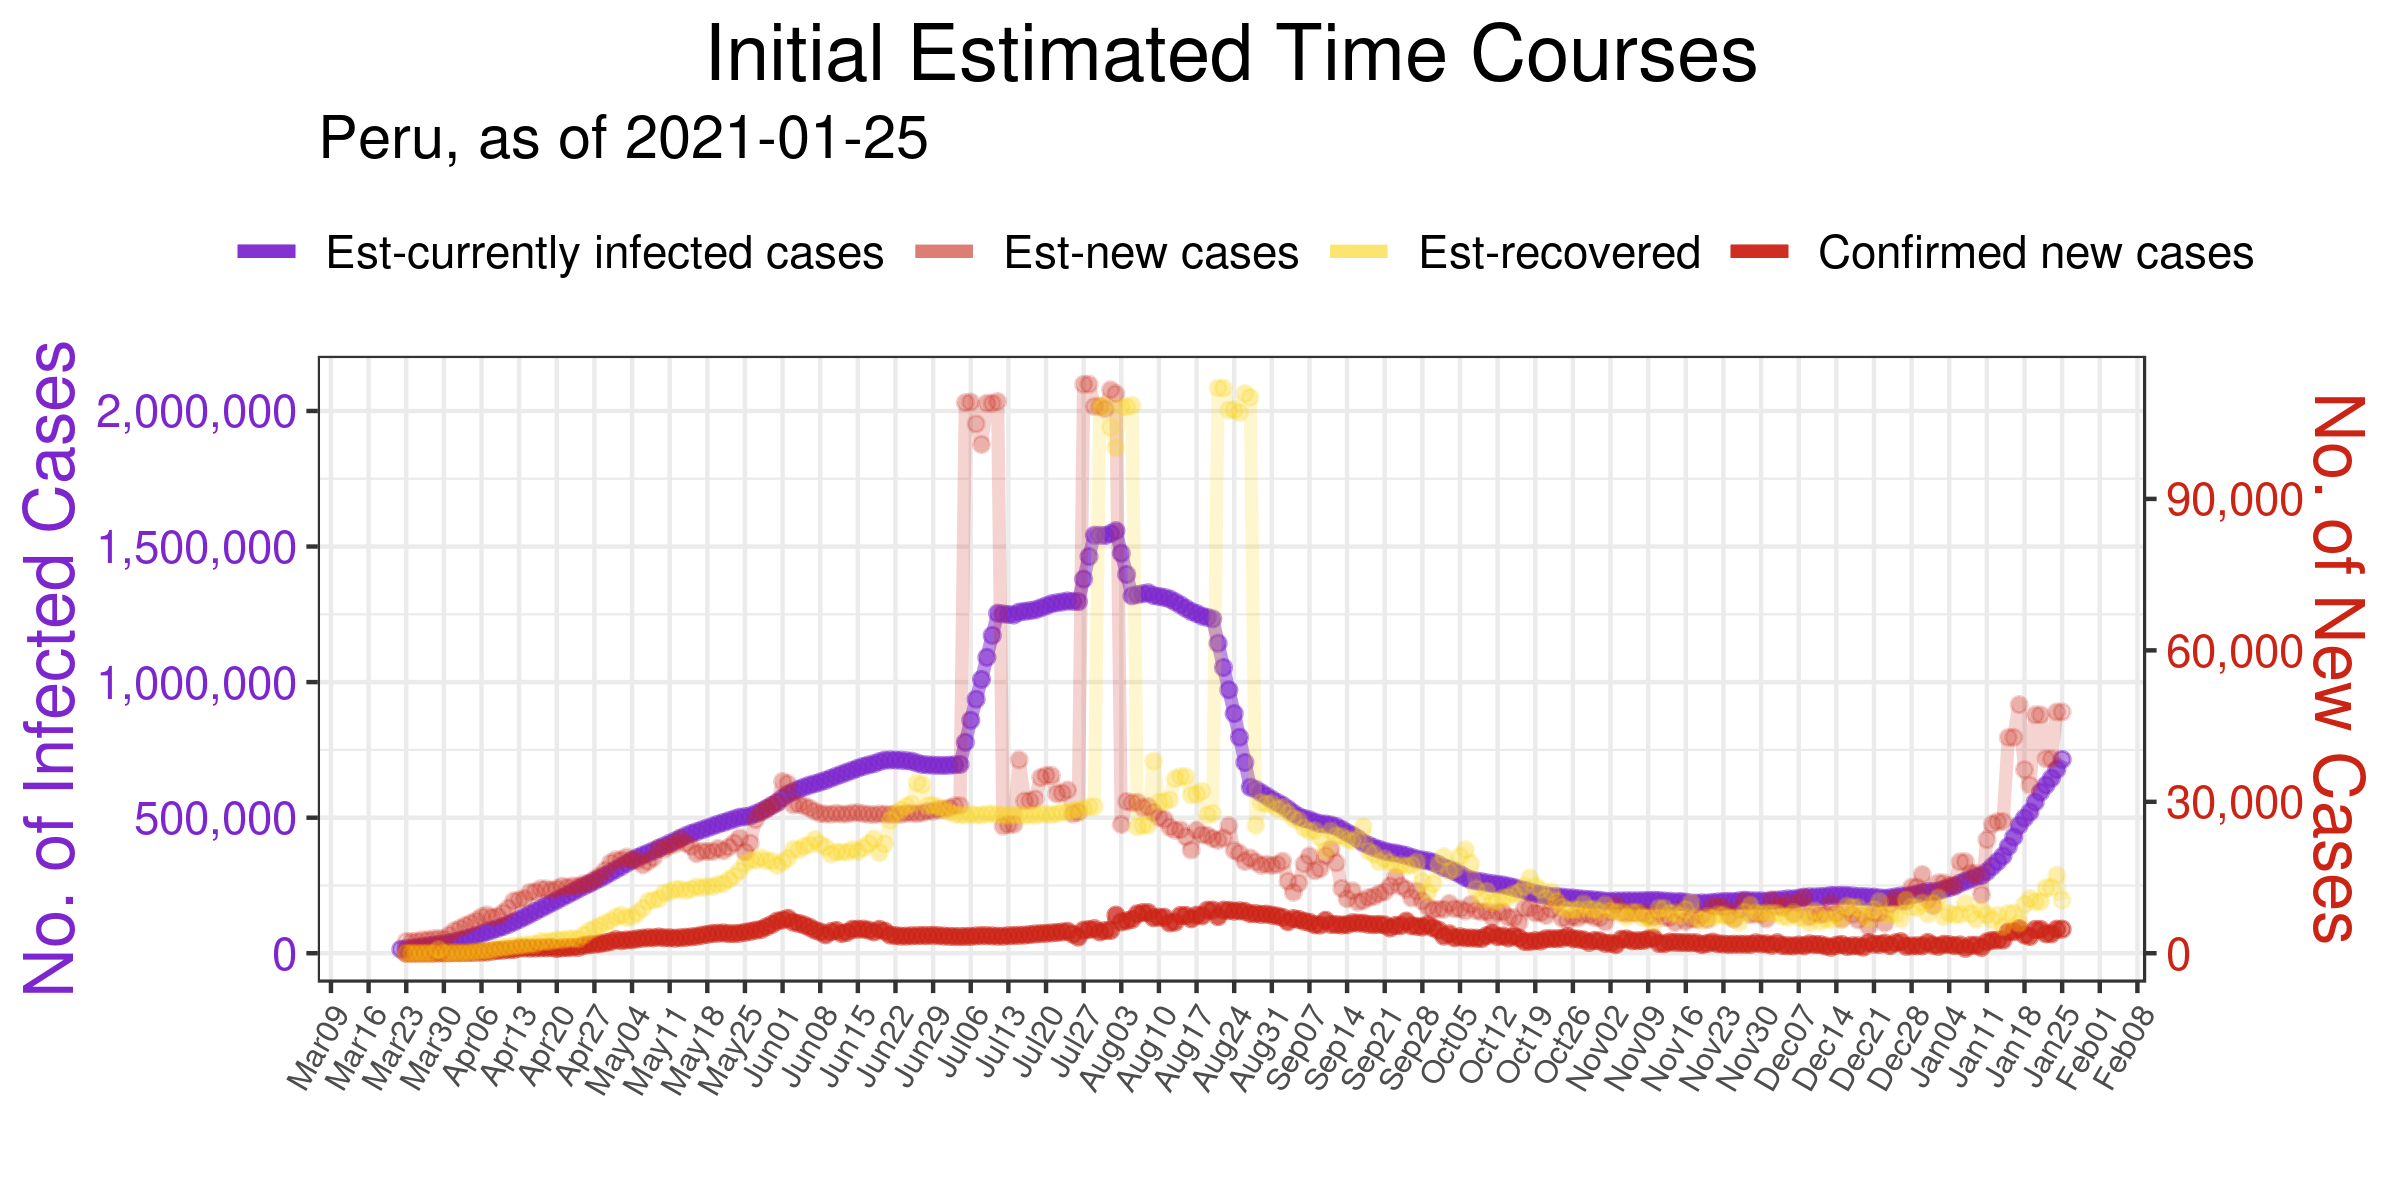 Initial Estimated Time Courses
Peru, as of 2021-01-25
Est-currently infected cases Est-new cases Est-recovered Confirmed new cases
No. of Infected Cases
2,000,000
1,500,000
1,000,000
500,000
0
90,000
60,000
30,000
0
No. of New Cases
Mar09 Mar16 Mar23 Mar30 Apr06 Apr13 Apr20 Apr27 May04 May11 May18 May25 Jun01 Jun08 Jun15 Jun22 Jun29 Jul06 Jul13 Jul20 Jul27 Aug03 Aug10 Aug17 Aug24 Aug31 Sep07 Sep14 Sep21 Sep28 Oct05 Oct12 Oct19 Oct26 Nov02 Nov09 Nov16 Nov23 Nov30 Dec07 Dec14 Dec21 Dec28 Jan04 Jan11 Jan18 Jan25 Feb01 Feb08